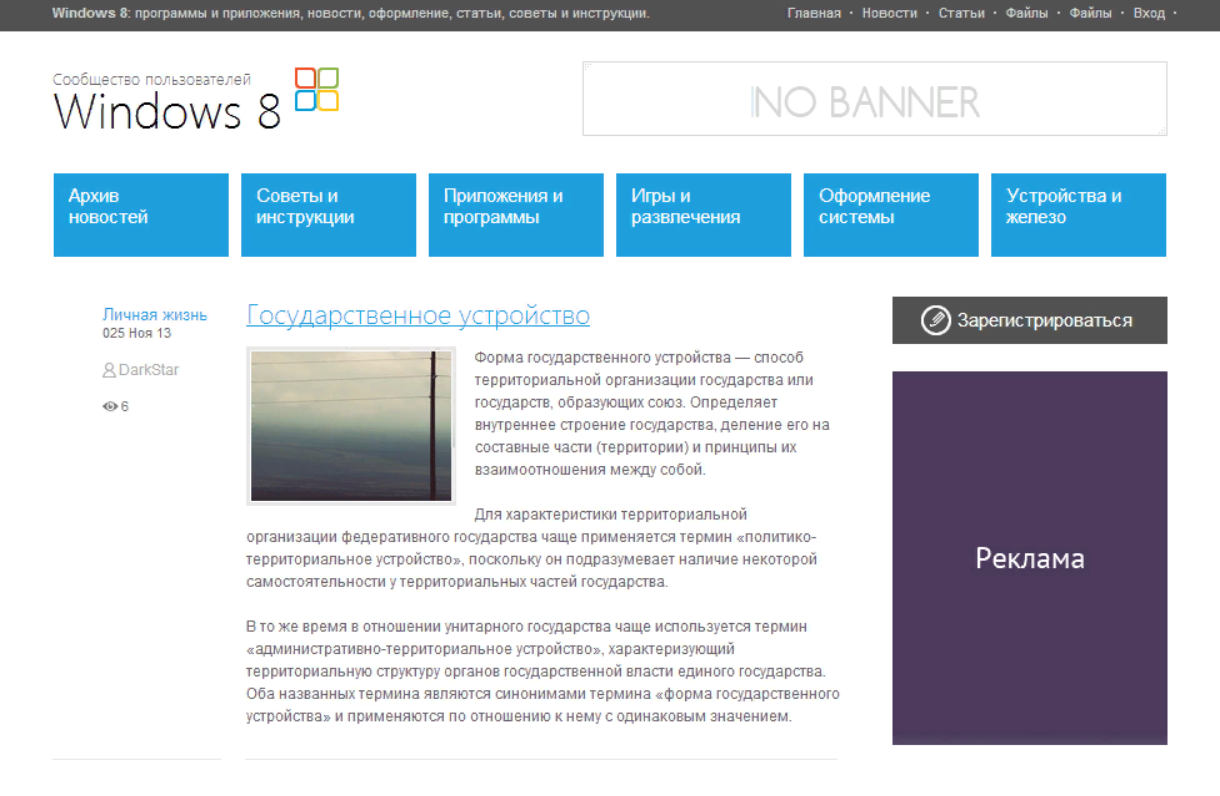 Windows 8: программы и приложения, новости, оформление, статьи, советы и инструкции.
Главная · Новости · Статьи · Файлы · Файлы · Вход ·
Сообщество пользователей
Windows 8
NO BANNER
Архив
новостей
Советы и
инструкции
Приложения и
программы
Игры и
развлечения
Оформление
системы
Устройства и
железо
Личная жизнь
025 Ноя 13
DarkStar
6
Государственное устройство
Форма государственного устройства — способ
территориальной организации государства или
государств, образующих союз. Определяет
внутреннее строение государства, деление его на
составные части (территории) и принципы их
взаимоотношения между собой.
Для характеристики территориальной
организации федеративного государства чаще применяется термин «политико-
территориальное устройство», поскольку он подразумевает наличие некоторой
самостоятельности у территориальных частей государства.
В то же время в отношении унитарного государства чаще используется термин
«административно-территориальное устройство», характеризующий
территориальную структуру органов государственной власти единого государства.
Оба названных термина являются синонимами термина «форма государственного
устройства» и применяются по отношению к нему с одинаковым значением.
Зарегистрироваться
Реклама